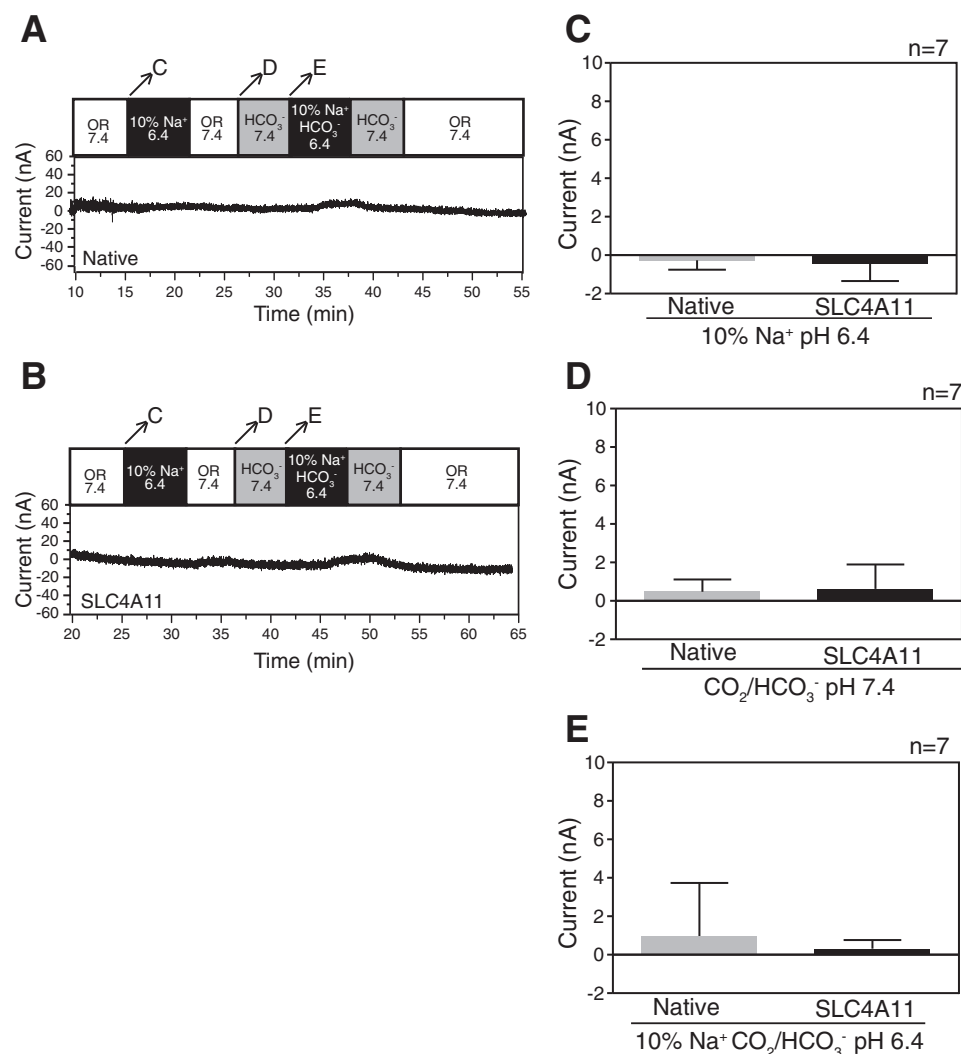 A
C
D
E
OR
7.4
10% Na⁺
6.4
OR
7.4
HCO₃⁻
7.4
10% Na⁺
HCO₃⁻
6.4
HCO₃⁻
7.4
OR
7.4
Current (nA)
60
40
20
0
-20
-40
-60
Native
10 15 20 25 30 35 40 45 50 55
Time (min)
B
C
D
E
OR
7.4
10% Na⁺
6.4
OR
7.4
HCO₃⁻
7.4
10% Na⁺
HCO₃⁻
6.4
HCO₃⁻
7.4
OR
7.4
Current (nA)
60
40
20
0
-20
-40
-60
SLC4A11
20 25 30 35 40 45 50 55 60 65
Time (min)
C
n=7
Current (nA)
10
8
6
4
2
0
-2
Native SLC4A11
10% Na⁺ pH 6.4
D
n=7
Current (nA)
10
8
6
4
2
0
-2
Native SLC4A11
CO₂/HCO₃⁻ pH 7.4
E
n=7
Current (nA)
10
8
6
4
2
0
-2
Native SLC4A11
10% Na⁺ CO₂/HCO₃⁻ pH 6.4